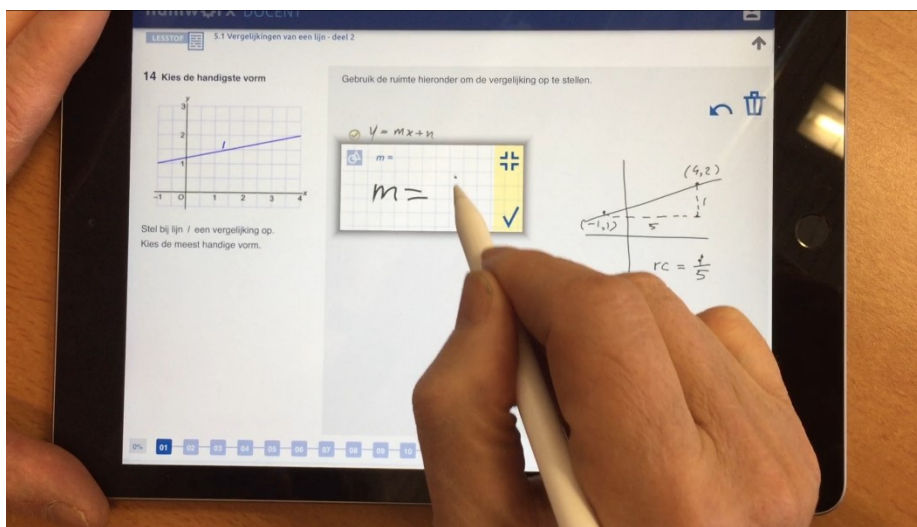 DOCENT
LESSTOF 5.1 Vergelijkingen van een lijn - deel 2
14 Kies de handigste vorm
y
3
2
1
l
-1 0 1 2 3 4 x
Stel bij lijn l een vergelijking op.
Kies de meest handige vorm.
Gebruik de ruimte hieronder om de vergelijking op te stellen.
y = mx+n
m =
m =
(4,2)
1
(-1,1)
5
rc = 1/5
0% 01 02 03 04 05 06 07 08 09 10